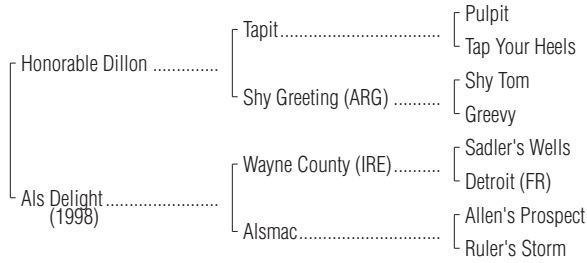 Pulpit
Tapit
Tap Your Heels
Honorable Dillon
Shy Tom
Shy Greeting (ARG)
Greevy
Sadler's Wells
Wayne County (IRE)
Detroit (FR)
Als Delight
(1998)
Allen's Prospect
Alsmac
Ruler's Storm